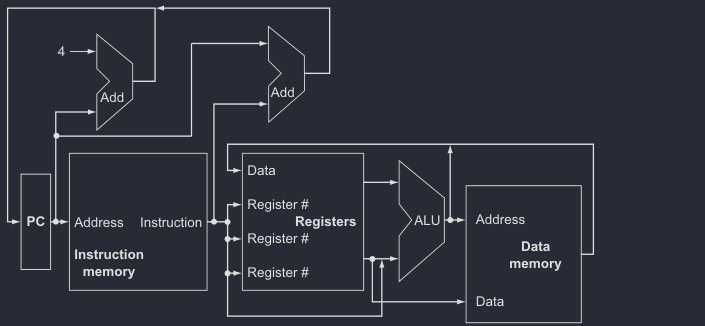 4
Add
Add
Data
Register #
PC
Address
Instruction
Registers
ALU
Address
Register #
Instruction
memory
Data
memory
Register #
Data